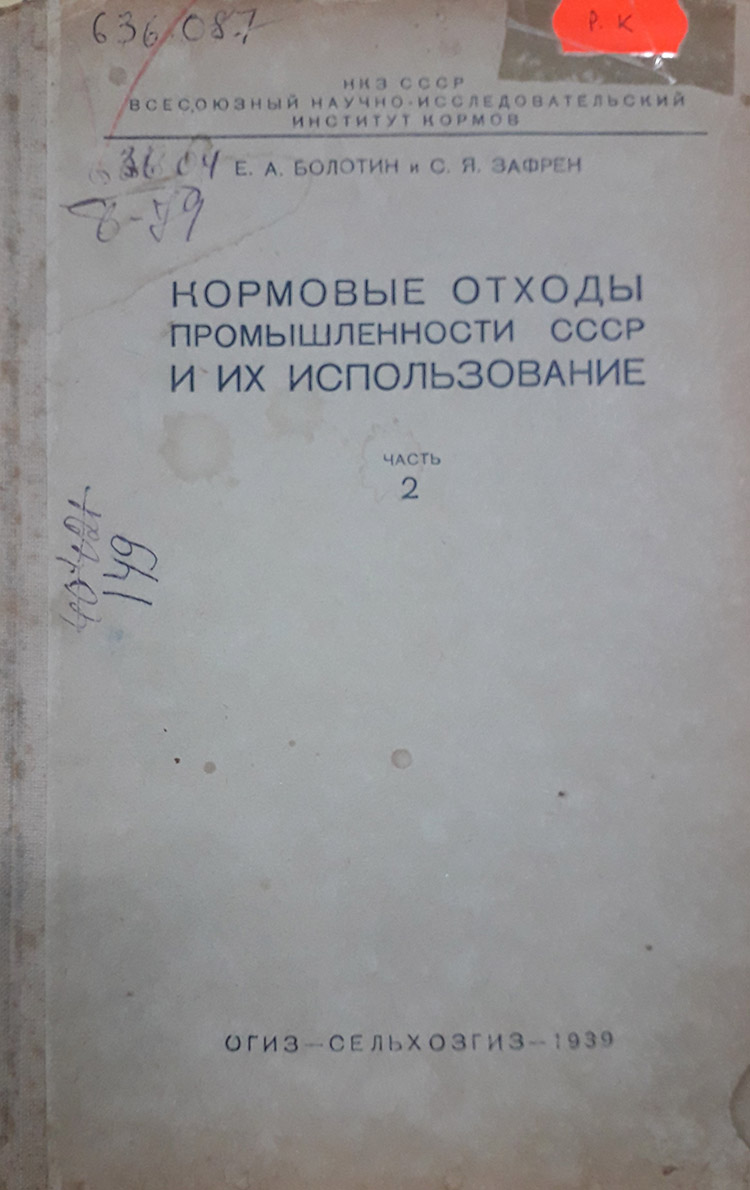 636.087
Р. К
НКЗ СССР
ВСЕСОЮЗНЫЙ НАУЧНО-ИССЛЕДОВАТЕЛЬСКИЙ
ИНСТИТУТ КОРМОВ
Е. А. БОЛОТИН и С. Я. ЗАФРЕН
КОРМОВЫЕ ОТХОДЫ
ПРОМЫШЛЕННОСТИ СССР
И ИХ ИСПОЛЬЗОВАНИЕ
ЧАСТЬ
2
149
ОГИЗ—СЕЛЬХОЗГИЗ—1939